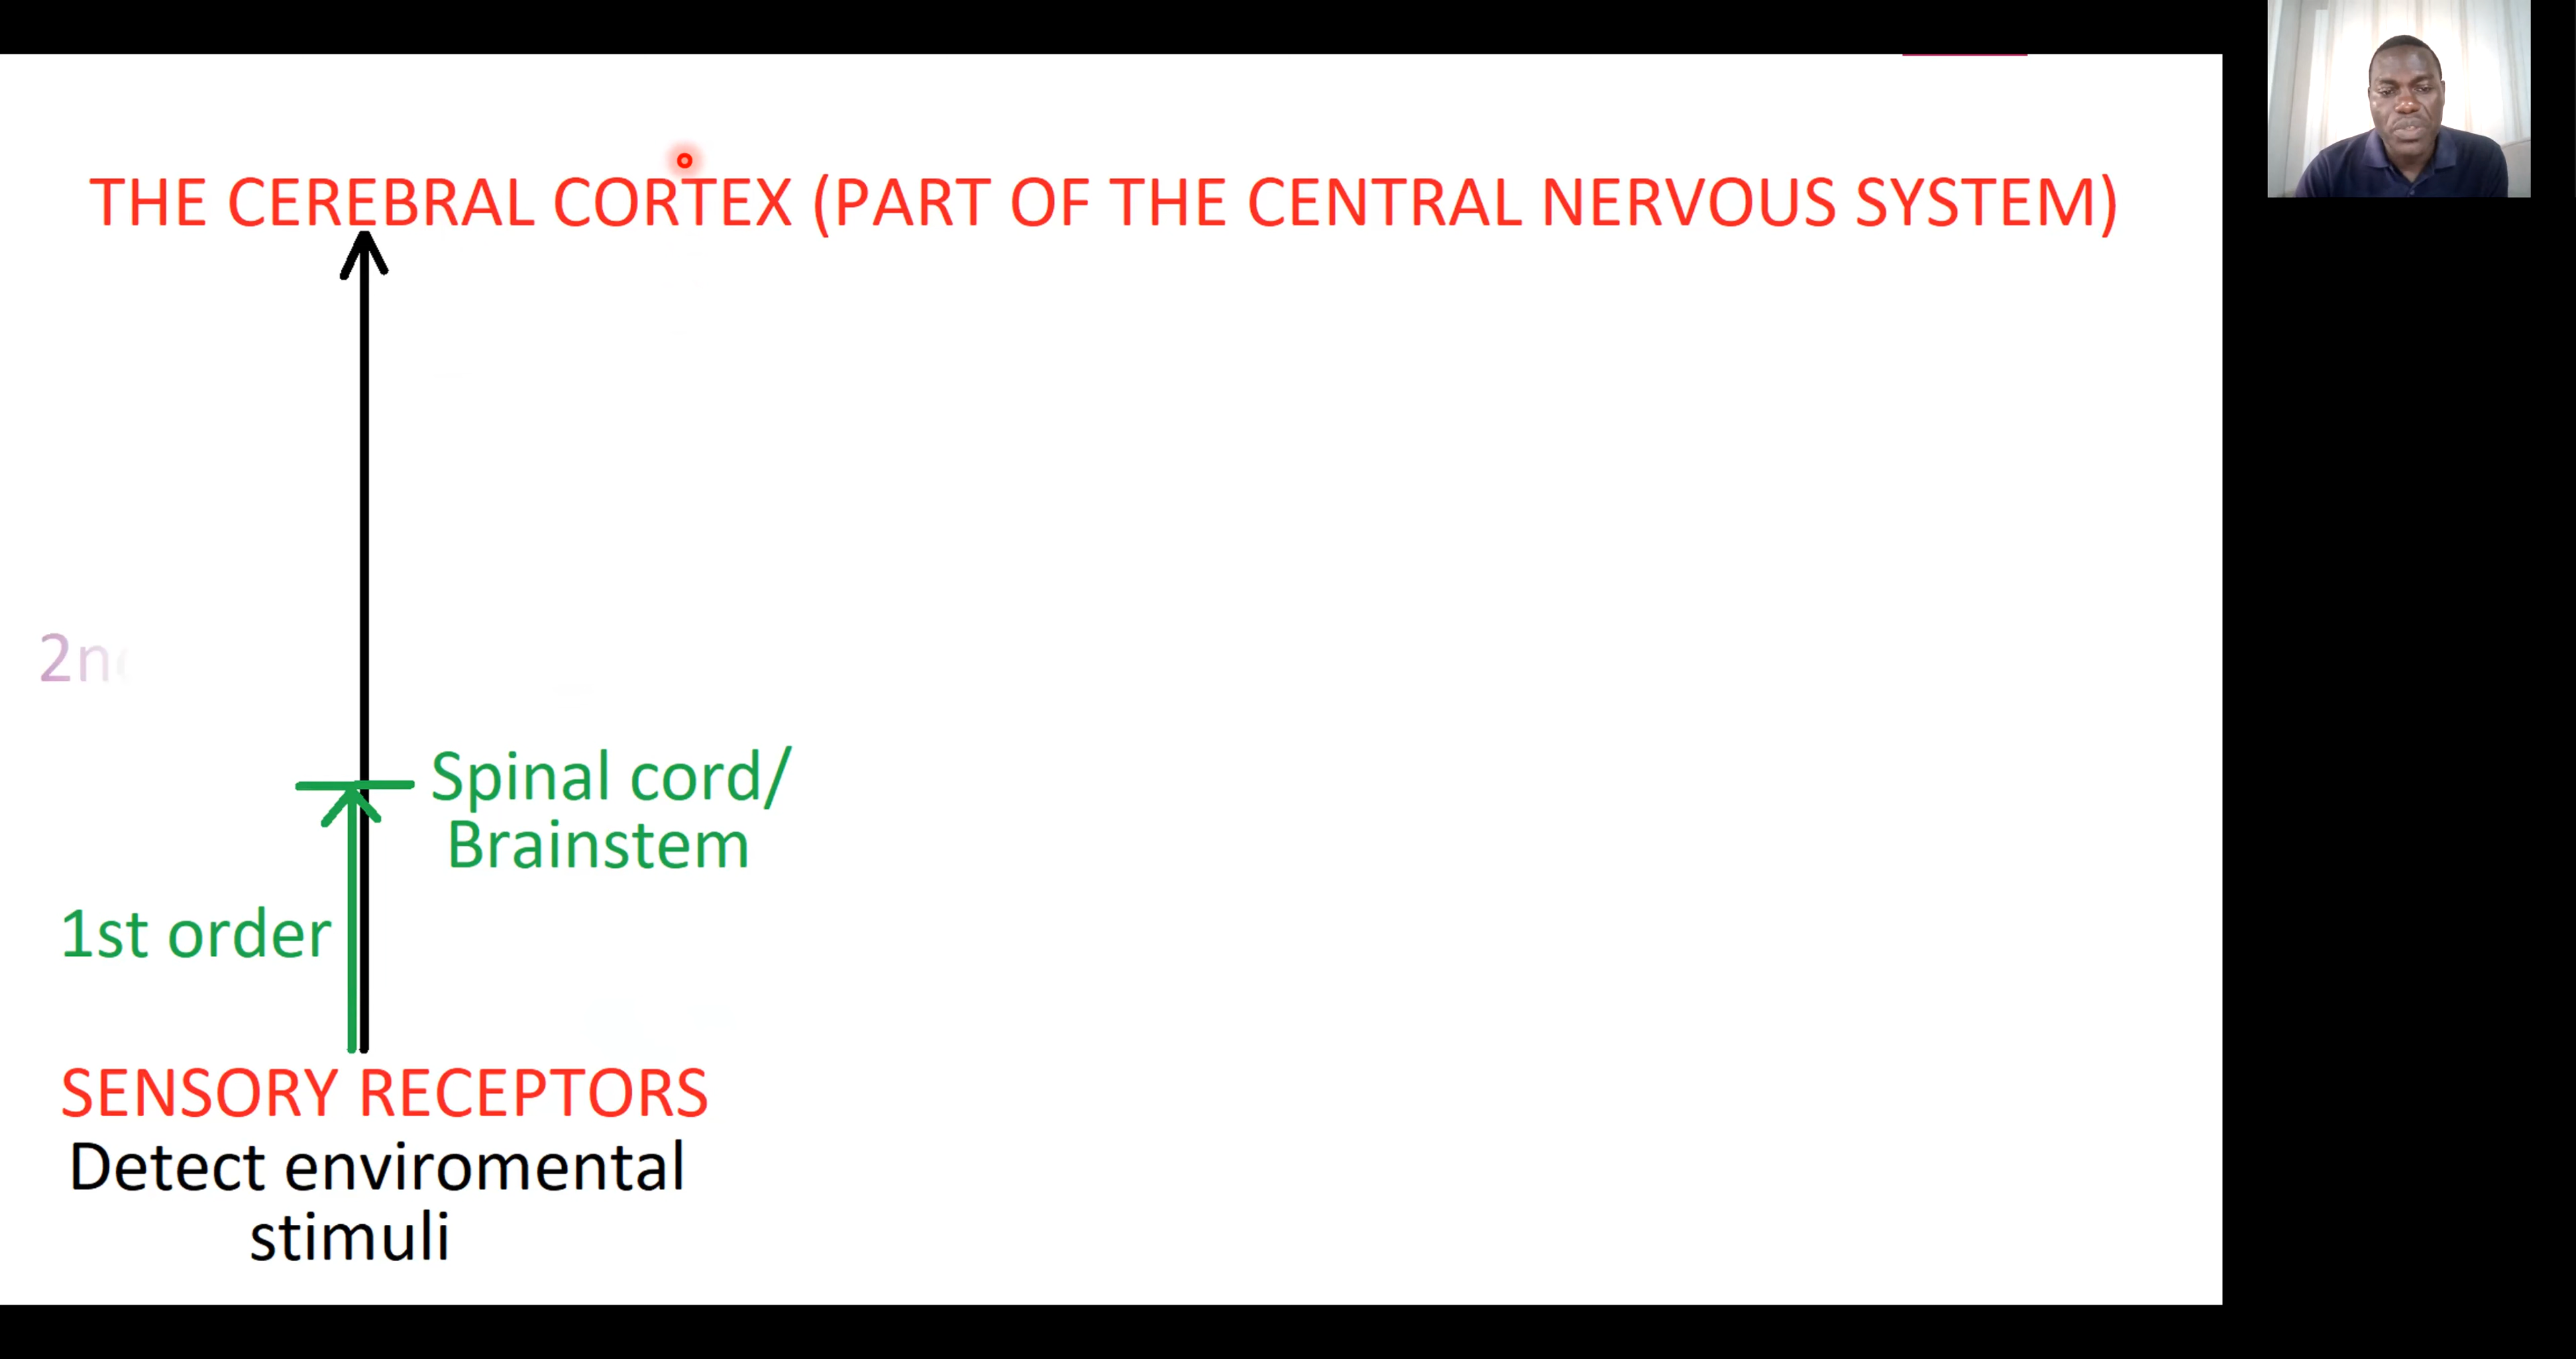 THE CEREBRAL CORTEX (PART OF THE CENTRAL NERVOUS SYSTEM)
2n
Spinal cord/
Brainstem
1st order
SENSORY RECEPTORS
Detect enviromental
stimuli